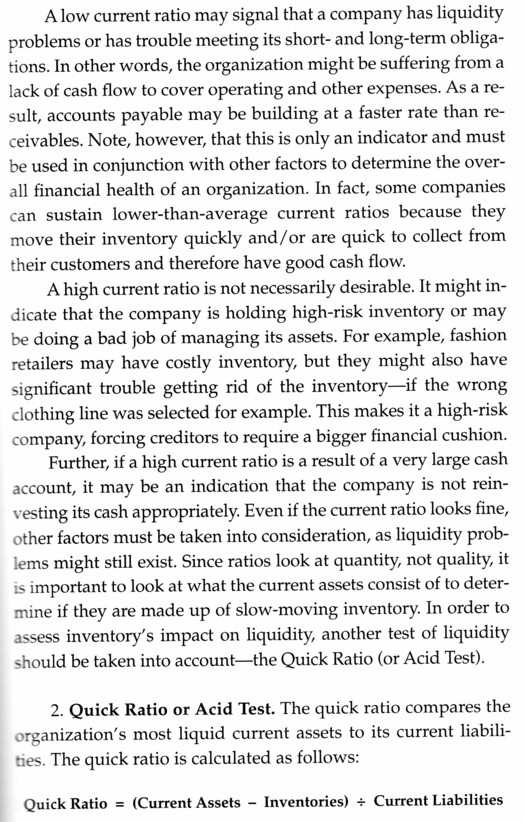 A low current ratio may signal that a company has liquidity
problems or has trouble meeting its short- and long-term obliga-
tions. In other words, the organization might be suffering from a
lack of cash flow to cover operating and other expenses. As a re-
sult, accounts payable may be building at a faster rate than re-
ceivables. Note, however, that this is only an indicator and must
be used in conjunction with other factors to determine the over-
all financial health of an organization. In fact, some companies
can sustain lower-than-average current ratios because they
move their inventory quickly and/or are quick to collect from
their customers and therefore have good cash flow.
A high current ratio is not necessarily desirable. It might in-
dicate that the company is holding high-risk inventory or may
be doing a bad job of managing its assets. For example, fashion
retailers may have costly inventory, but they might also have
significant trouble getting rid of the inventory—if the wrong
clothing line was selected for example. This makes it a high-risk
company, forcing creditors to require a bigger financial cushion.
Further, if a high current ratio is a result of a very large cash
account, it may be an indication that the company is not rein-
vesting its cash appropriately. Even if the current ratio looks fine,
other factors must be taken into consideration, as liquidity prob-
lems might still exist. Since ratios look at quantity, not quality, it
is important to look at what the current assets consist of to deter-
mine if they are made up of slow-moving inventory. In order to
assess inventory's impact on liquidity, another test of liquidity
should be taken into account—the Quick Ratio (or Acid Test).
2. Quick Ratio or Acid Test. The quick ratio compares the
organization's most liquid current assets to its current liabili-
ties. The quick ratio is calculated as follows:
Quick Ratio = (Current Assets – Inventories) ÷ Current Liabilities